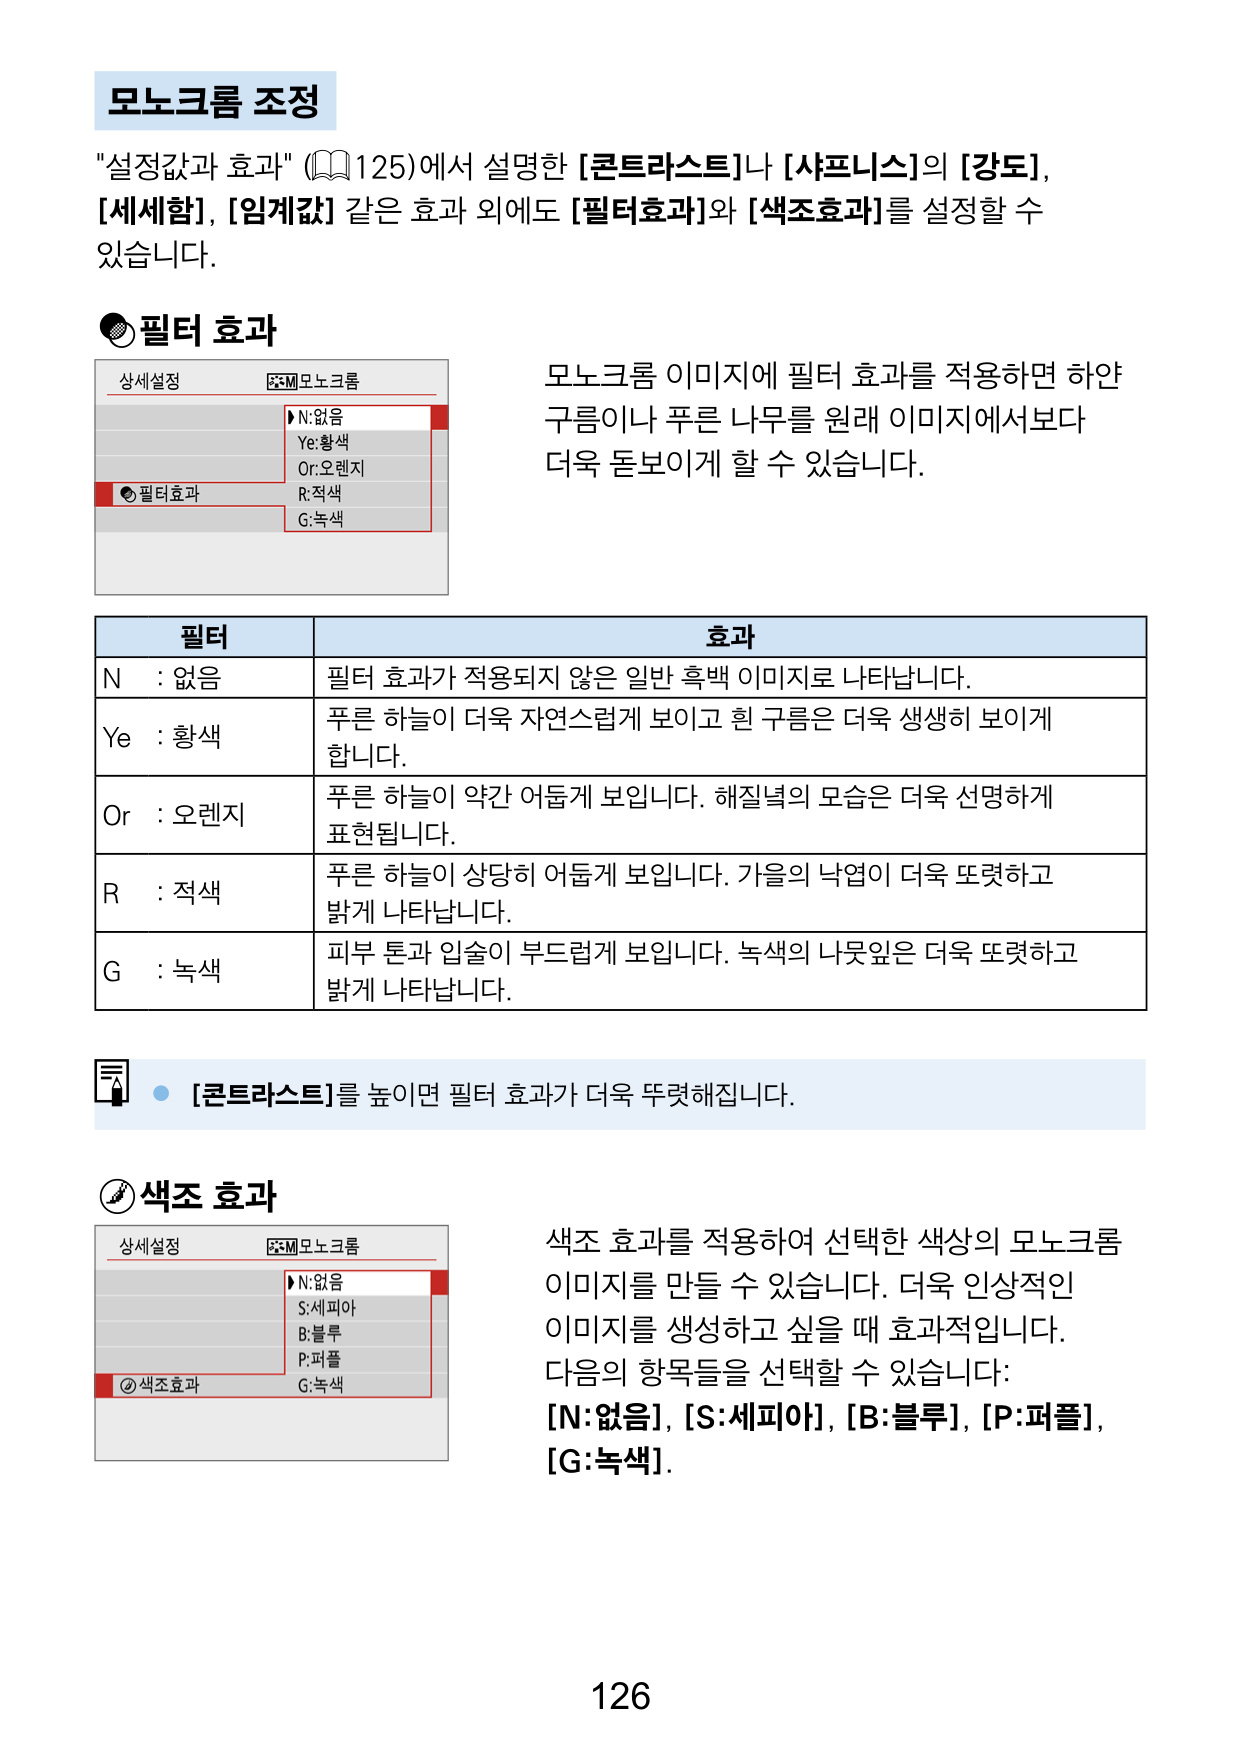 모노크롬 조정
"설정값과 효과" (125)에서 설명한 [콘트라스트]나 [샤프니스]의 [강도],
[세세함], [임계값] 같은 효과 외에도 [필터효과]와 [색조효과]를 설정할 수
있습니다.
필터 효과
상세설정 M모노크롬
N:없음
Ye:황색
Or:오렌지
필터효과 R:적색
G:녹색
모노크롬 이미지에 필터 효과를 적용하면 하얀
구름이나 푸른 나무를 원래 이미지에서보다
더욱 돋보이게 할 수 있습니다.
필터 효과
N : 없음 필터 효과가 적용되지 않은 일반 흑백 이미지로 나타납니다.
Ye : 황색 푸른 하늘이 더욱 자연스럽게 보이고 흰 구름은 더욱 생생히 보이게
합니다.
Or : 오렌지 푸른 하늘이 약간 어둡게 보입니다. 해질녘의 모습은 더욱 선명하게
표현됩니다.
R : 적색 푸른 하늘이 상당히 어둡게 보입니다. 가을의 낙엽이 더욱 또렷하고
밝게 나타납니다.
G : 녹색 피부 톤과 입술이 부드럽게 보입니다. 녹색의 나뭇잎은 더욱 또렷하고
밝게 나타납니다.
● [콘트라스트]를 높이면 필터 효과가 더욱 뚜렷해집니다.
색조 효과
상세설정 M모노크롬
N:없음
S:세피아
B:블루
P:퍼플
색조효과 G:녹색
색조 효과를 적용하여 선택한 색상의 모노크롬
이미지를 만들 수 있습니다. 더욱 인상적인
이미지를 생성하고 싶을 때 효과적입니다.
다음의 항목들을 선택할 수 있습니다:
[N:없음], [S:세피아], [B:블루], [P:퍼플],
[G:녹색].
126